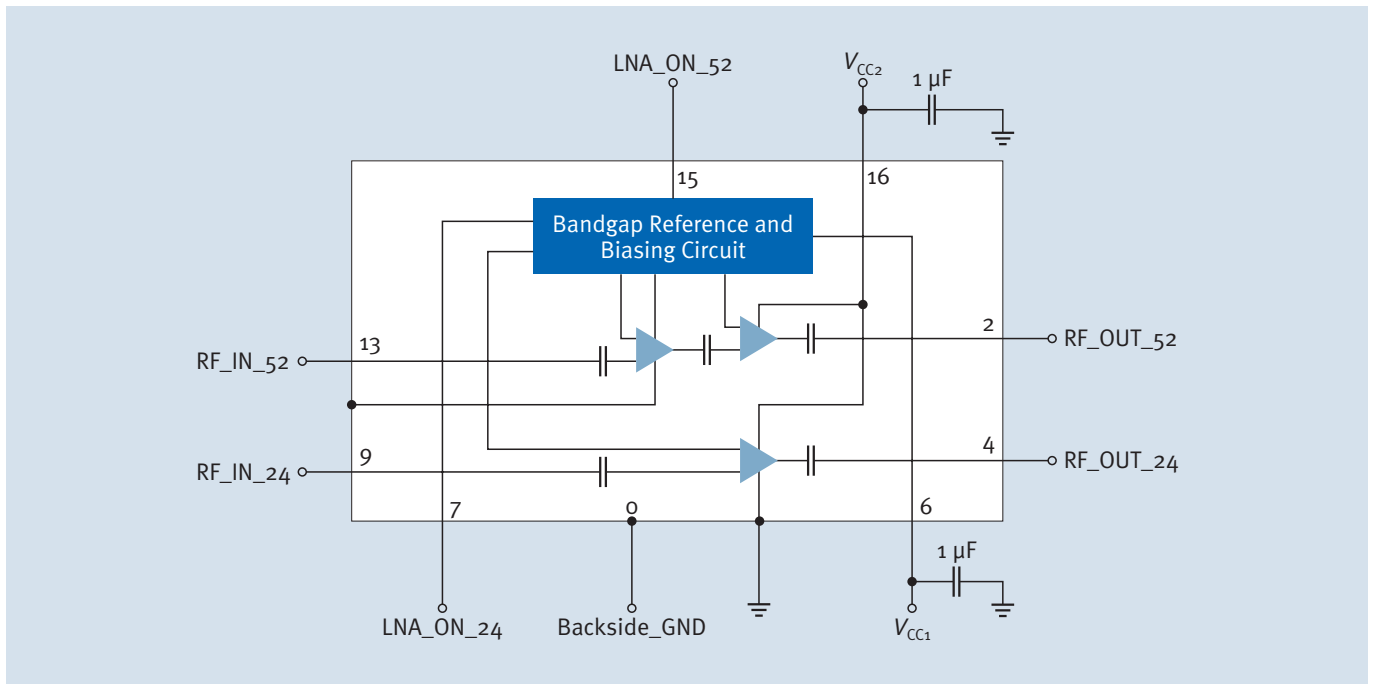 LNA_ON_52
VCC2
1 µF
15
16
Bandgap Reference and
Biasing Circuit
13
2
RF_IN_52
RF_OUT_52
9
4
RF_IN_24
RF_OUT_24
7
0
6
1 µF
LNA_ON_24
Backside_GND
VCC1